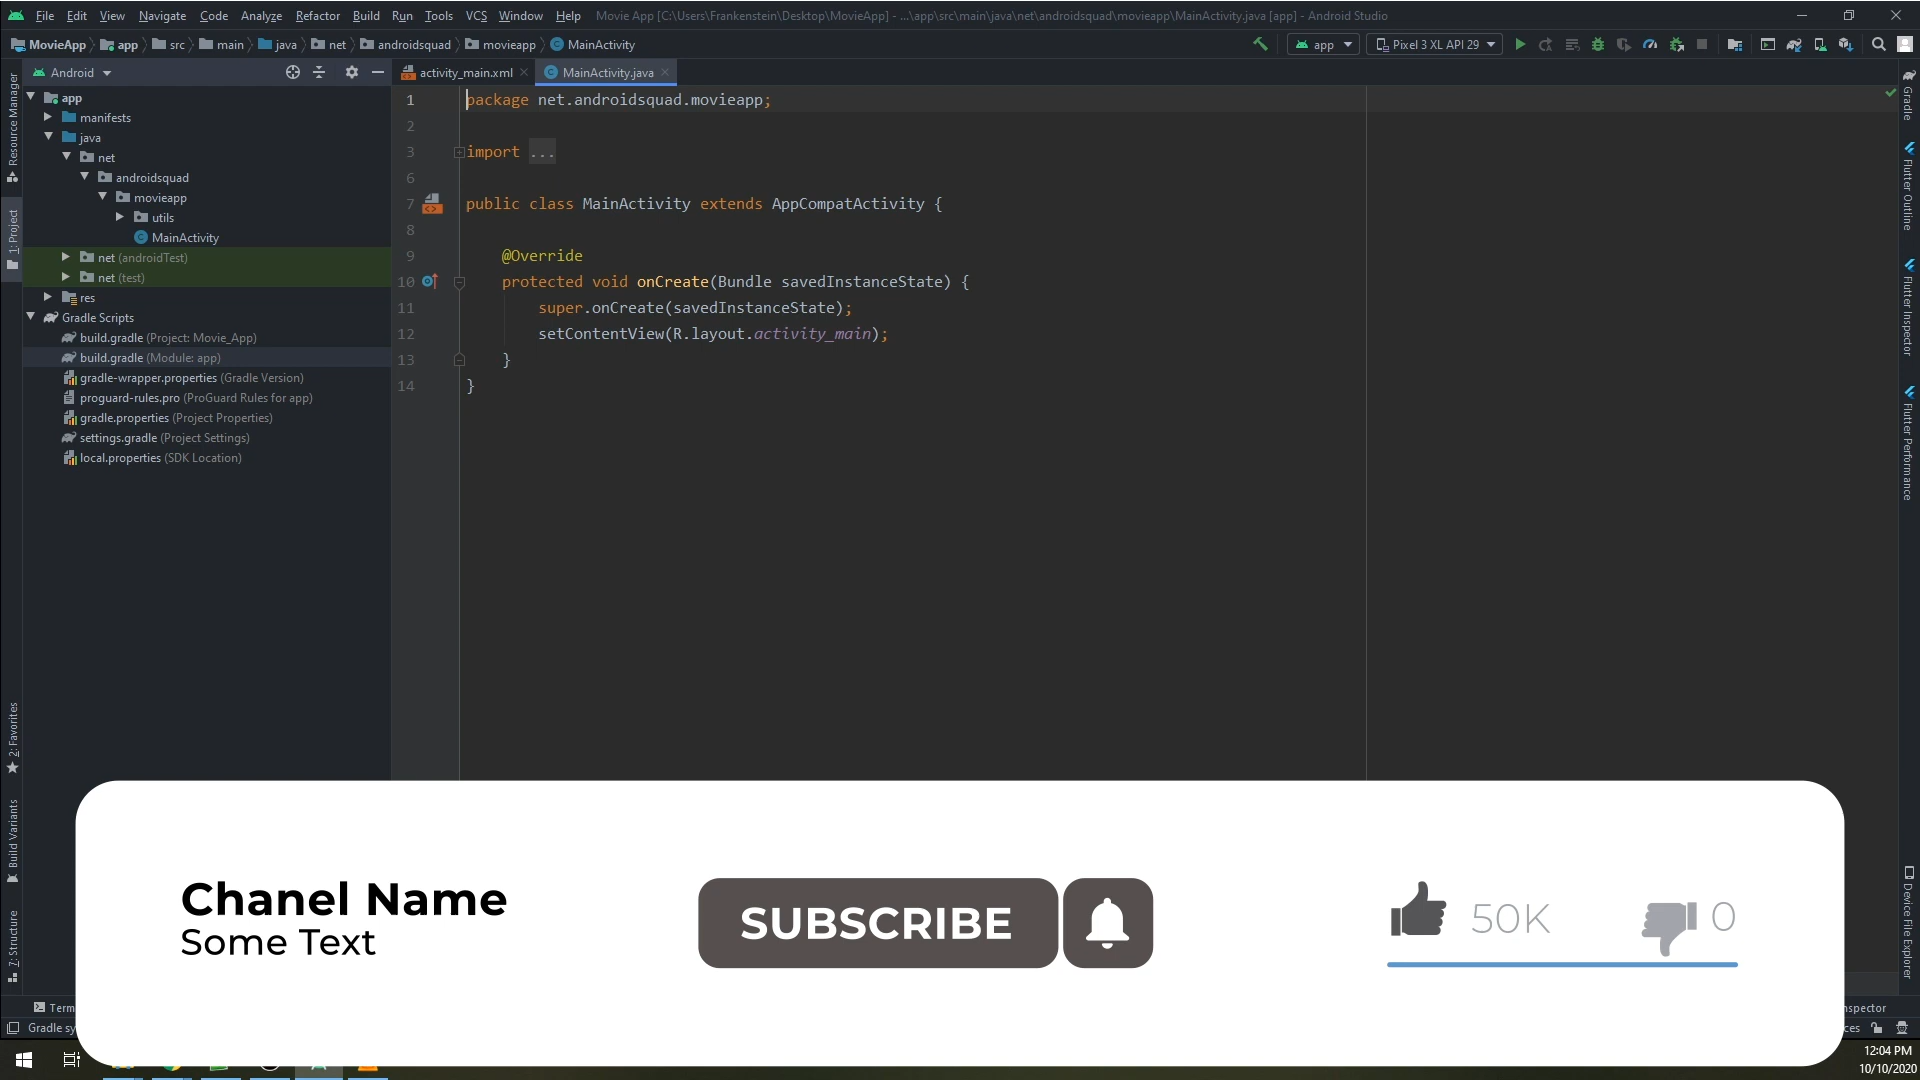 File Edit View Navigate Code Analyze Refactor Build Run Tools VCS Window Help Movie App [C:\Users\Frankenstein\Desktop\MovieApp] - ...\app\src\main\java\net\androidsquad\movieapp\MainActivity.java [app] - Android Studio
MovieApp app src main java net androidsquad movieapp MainActivity app Pixel 3 XL API 29
Android activity_main.xml MainActivity.java
Resource Manager
1: Project
2: Favorites
Build Variants
7: Structure
app
manifests
java
net
androidsquad
movieapp
utils
MainActivity
net (androidTest)
net (test)
res
Gradle Scripts
build.gradle (Project: Movie_App)
build.gradle (Module: app)
gradle-wrapper.properties (Gradle Version)
proguard-rules.pro (ProGuard Rules for app)
gradle.properties (Project Properties)
settings.gradle (Project Settings)
local.properties (SDK Location)
1 package net.androidsquad.movieapp;
2
3 import ...
6
7 public class MainActivity extends AppCompatActivity {
8
9 @Override
10 protected void onCreate(Bundle savedInstanceState) {
11 super.onCreate(savedInstanceState);
12 setContentView(R.layout.activity_main);
13 }
14 }
Gradle
Flutter Outline
Flutter Inspector
Flutter Performance
Device File Explorer
Chanel Name
Some Text
SUBSCRIBE
50K 0
Term
nspector
Gradle sy
ces
12:04 PM
10/10/2020